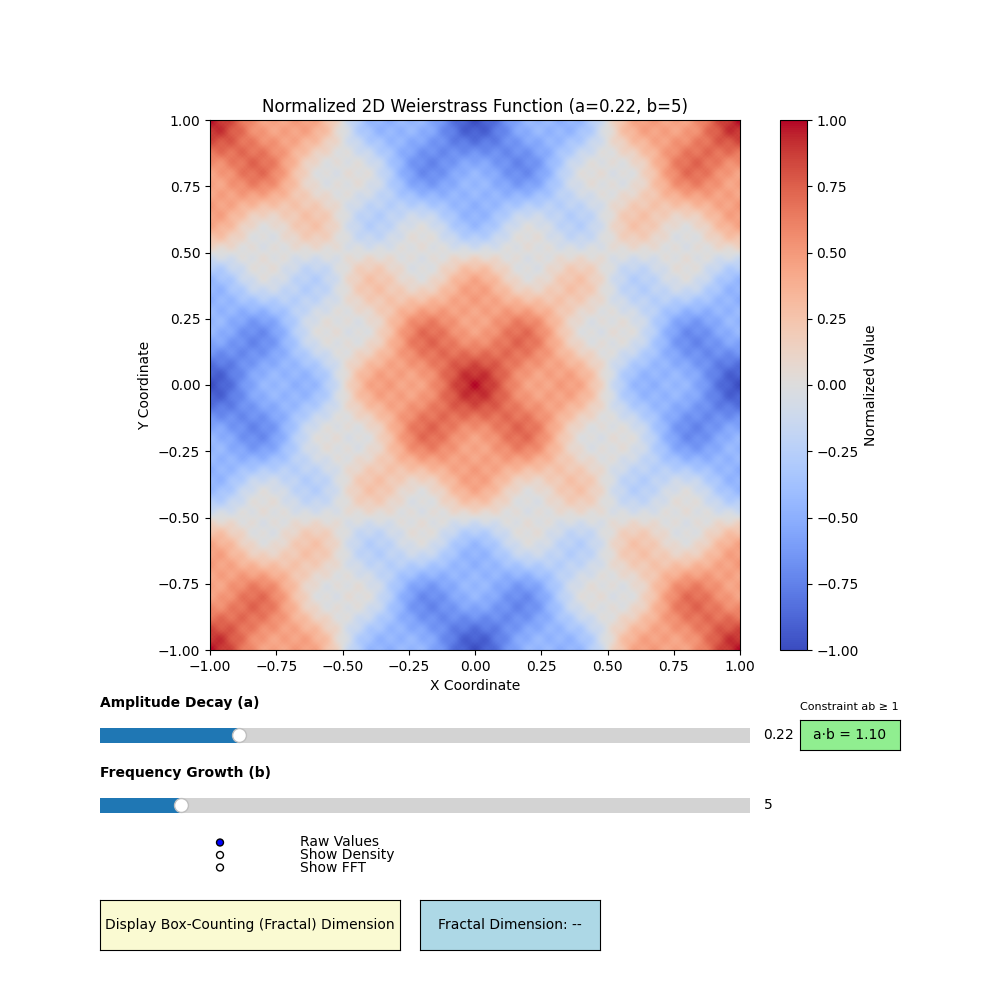 Normalized 2D Weierstrass Function (a=0.22, b=5)
1.00
0.75
0.50
0.25
0.00
−0.25
−0.50
−0.75
−1.00
Y Coordinate
−1.00 −0.75 −0.50 −0.25 0.00 0.25 0.50 0.75 1.00
X Coordinate
1.00
0.75
0.50
0.25
0.00
−0.25
−0.50
−0.75
−1.00
Normalized Value
Amplitude Decay (a)
0.22
Constraint ab ≥ 1
a·b = 1.10
Frequency Growth (b)
5
Raw Values
Show Density
Show FFT
Display Box-Counting (Fractal) Dimension
Fractal Dimension: --